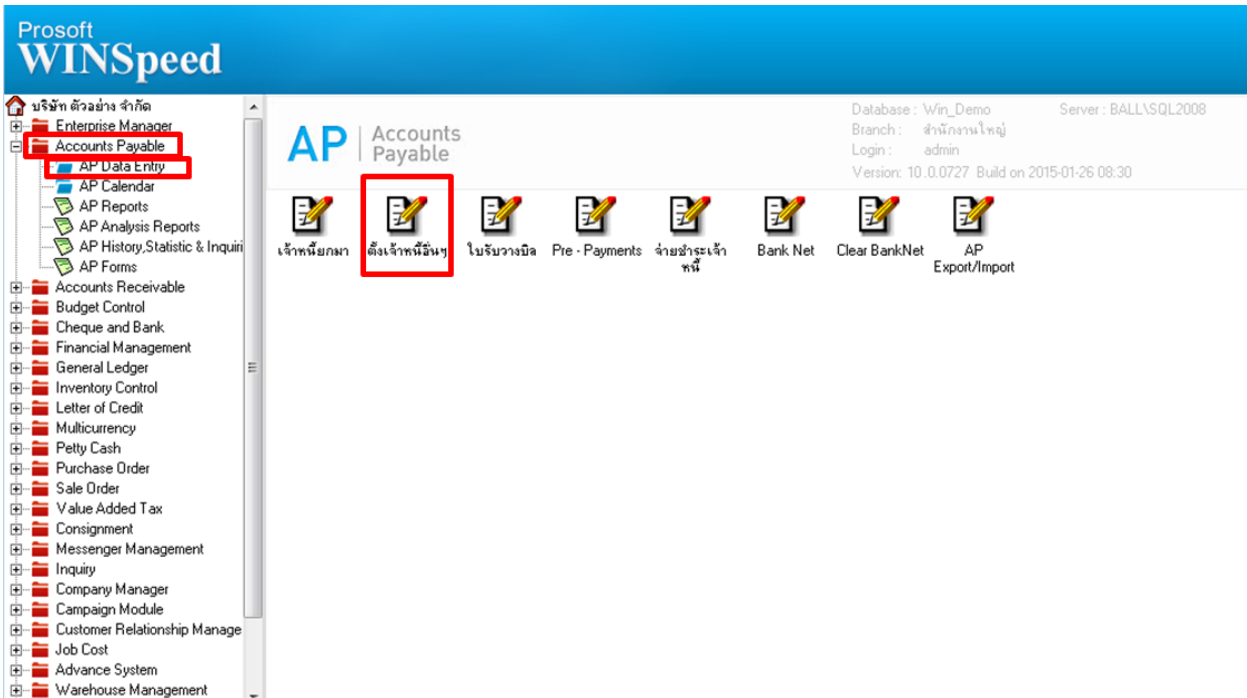 Prosoft
WINSpeed
บริษัท ตัวอย่าง จำกัด
Enterprise Manager
Accounts Payable
AP Data Entry
AP Calendar
AP Reports
AP Analysis Reports
AP History,Statistic & Inquiri
AP Forms
Accounts Receivable
Budget Control
Cheque and Bank
Financial Management
General Ledger
Inventory Control
Letter of Credit
Multicurrency
Petty Cash
Purchase Order
Sale Order
Value Added Tax
Consignment
Messenger Management
Inquiry
Company Manager
Campaign Module
Customer Relationship Manage
Job Cost
Advance System
Warehouse Management
AP Accounts
Payable
Database : Win_Demo Server : BALL\SQL2008
Branch : สำนักงานใหญ่
Login : admin
Version: 10.0.0727 Build on 2015-01-26 08:30
เจ้าหนี้ยกมา
ตั้งเจ้าหนี้อื่นๆ
ใบรับวางบิล
Pre - Payments
จ่ายชำระเจ้า
หนี้
Bank Net
Clear BankNet
AP
Export/Import